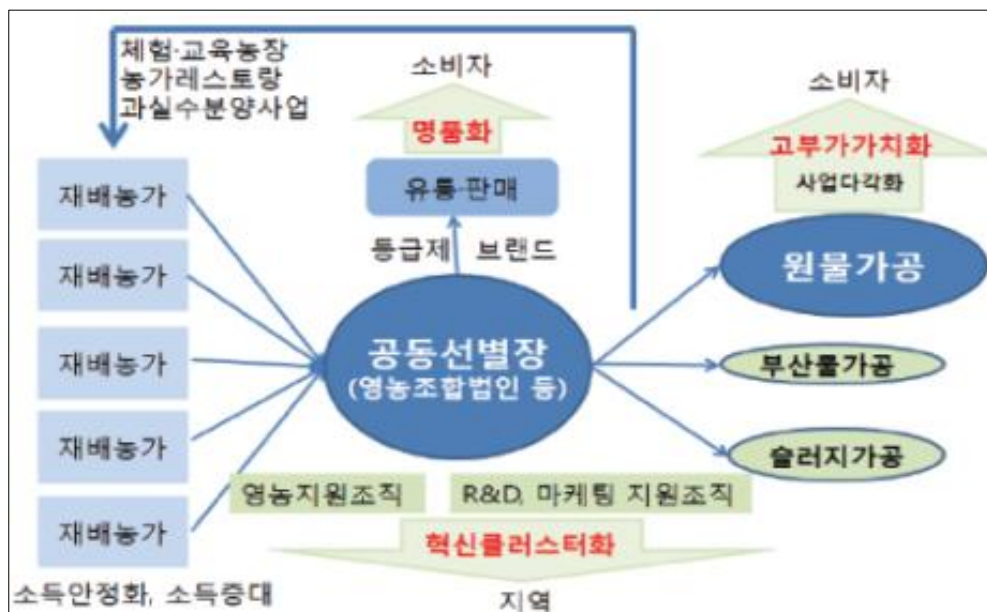 체험·교육농장
농가레스토랑
과실수분양사업
소비자
소비자
명품화
고부가가치화
사업다각화
유통·판매
재배농가
등급제 브랜드
원물가공
재배농가
공동선별장
(영농조합법인 등)
재배농가
부산물가공
재배농가
슬러지가공
영농지원조직
R&D, 마케팅 지원조직
재배농가
혁신클러스터화
소득안정화, 소득증대
지역